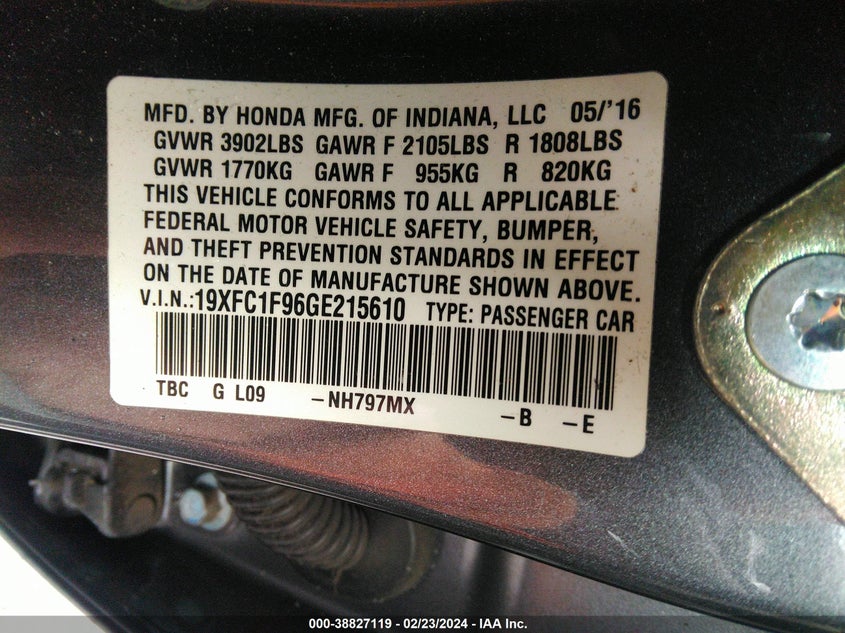 MFD. BY HONDA MFG. OF INDIANA, LLC 05/'16
GVWR 3902LBS GAWR F 2105LBS R 1808LBS
GVWR 1770KG GAWR F 955KG R 820KG
THIS VEHICLE CONFORMS TO ALL APPLICABLE
FEDERAL MOTOR VEHICLE SAFETY, BUMPER,
AND THEFT PREVENTION STANDARDS IN EFFECT
ON THE DATE OF MANUFACTURE SHOWN ABOVE.
V.I.N.:19XFC1F96GE215610 TYPE: PASSENGER CAR
TBC G L09 –NH797MX –B –E
000-38827119 - 02/23/2024 - IAA Inc.